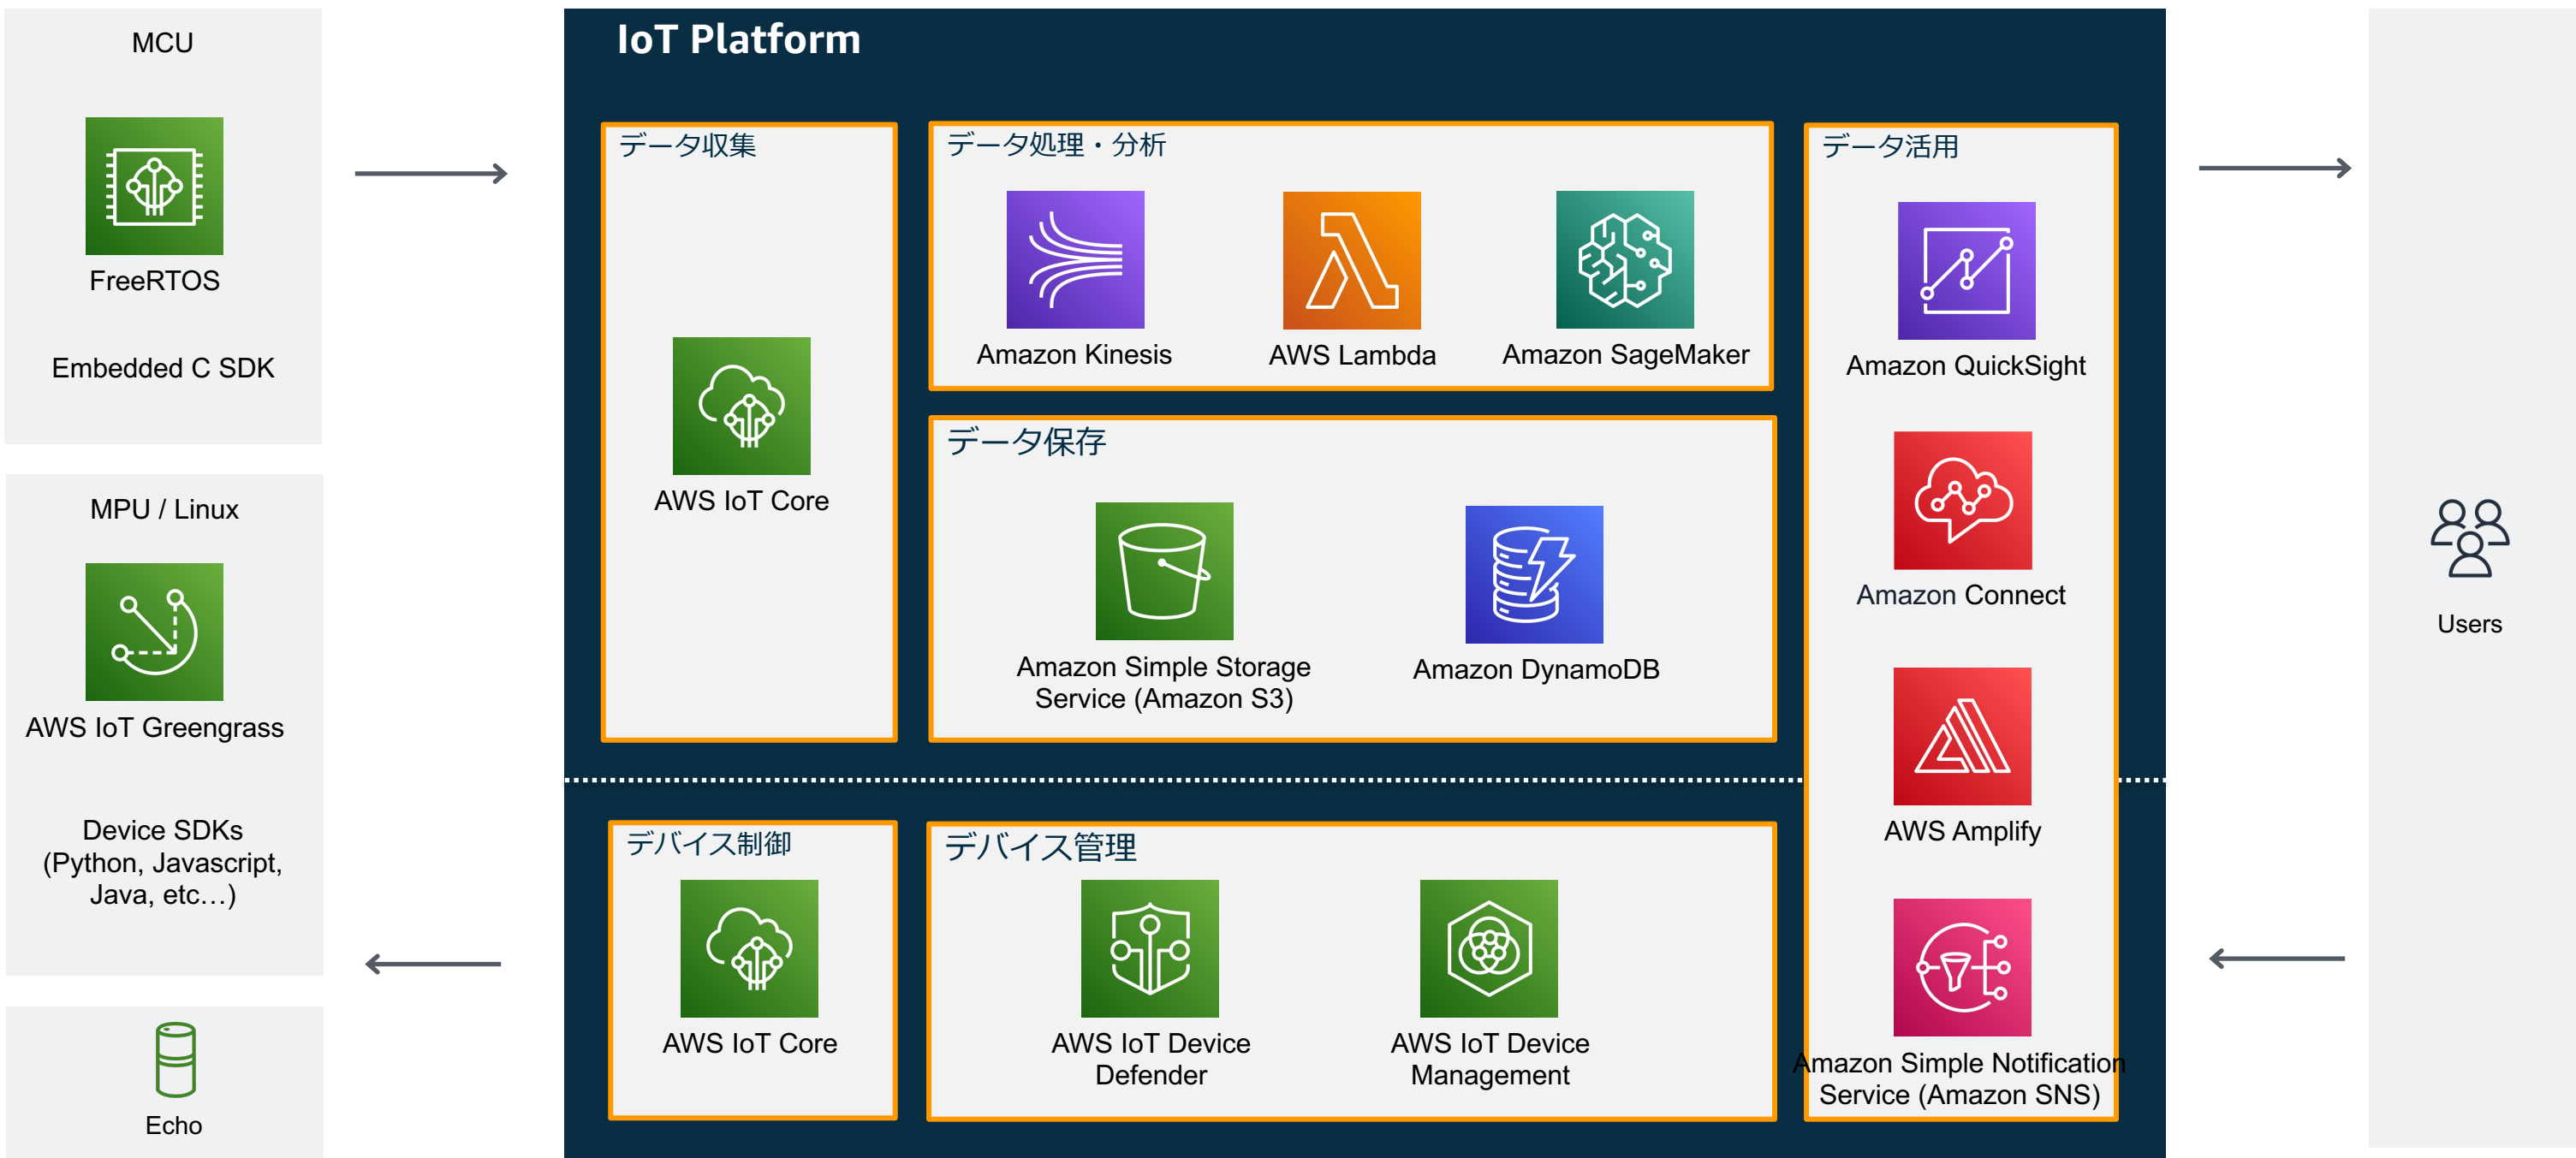 MCU
FreeRTOS
Embedded C SDK
MPU / Linux
AWS IoT Greengrass
Device SDKs
(Python, Javascript,
Java, etc…)
Echo
IoT Platform
データ収集
AWS IoT Core
データ処理・分析
Amazon Kinesis
AWS Lambda
Amazon SageMaker
データ保存
Amazon Simple Storage
Service (Amazon S3)
Amazon DynamoDB
データ活用
Amazon QuickSight
Amazon Connect
AWS Amplify
Amazon Simple Notification
Service (Amazon SNS)
デバイス制御
AWS IoT Core
デバイス管理
AWS IoT Device
Defender
AWS IoT Device
Management
Users